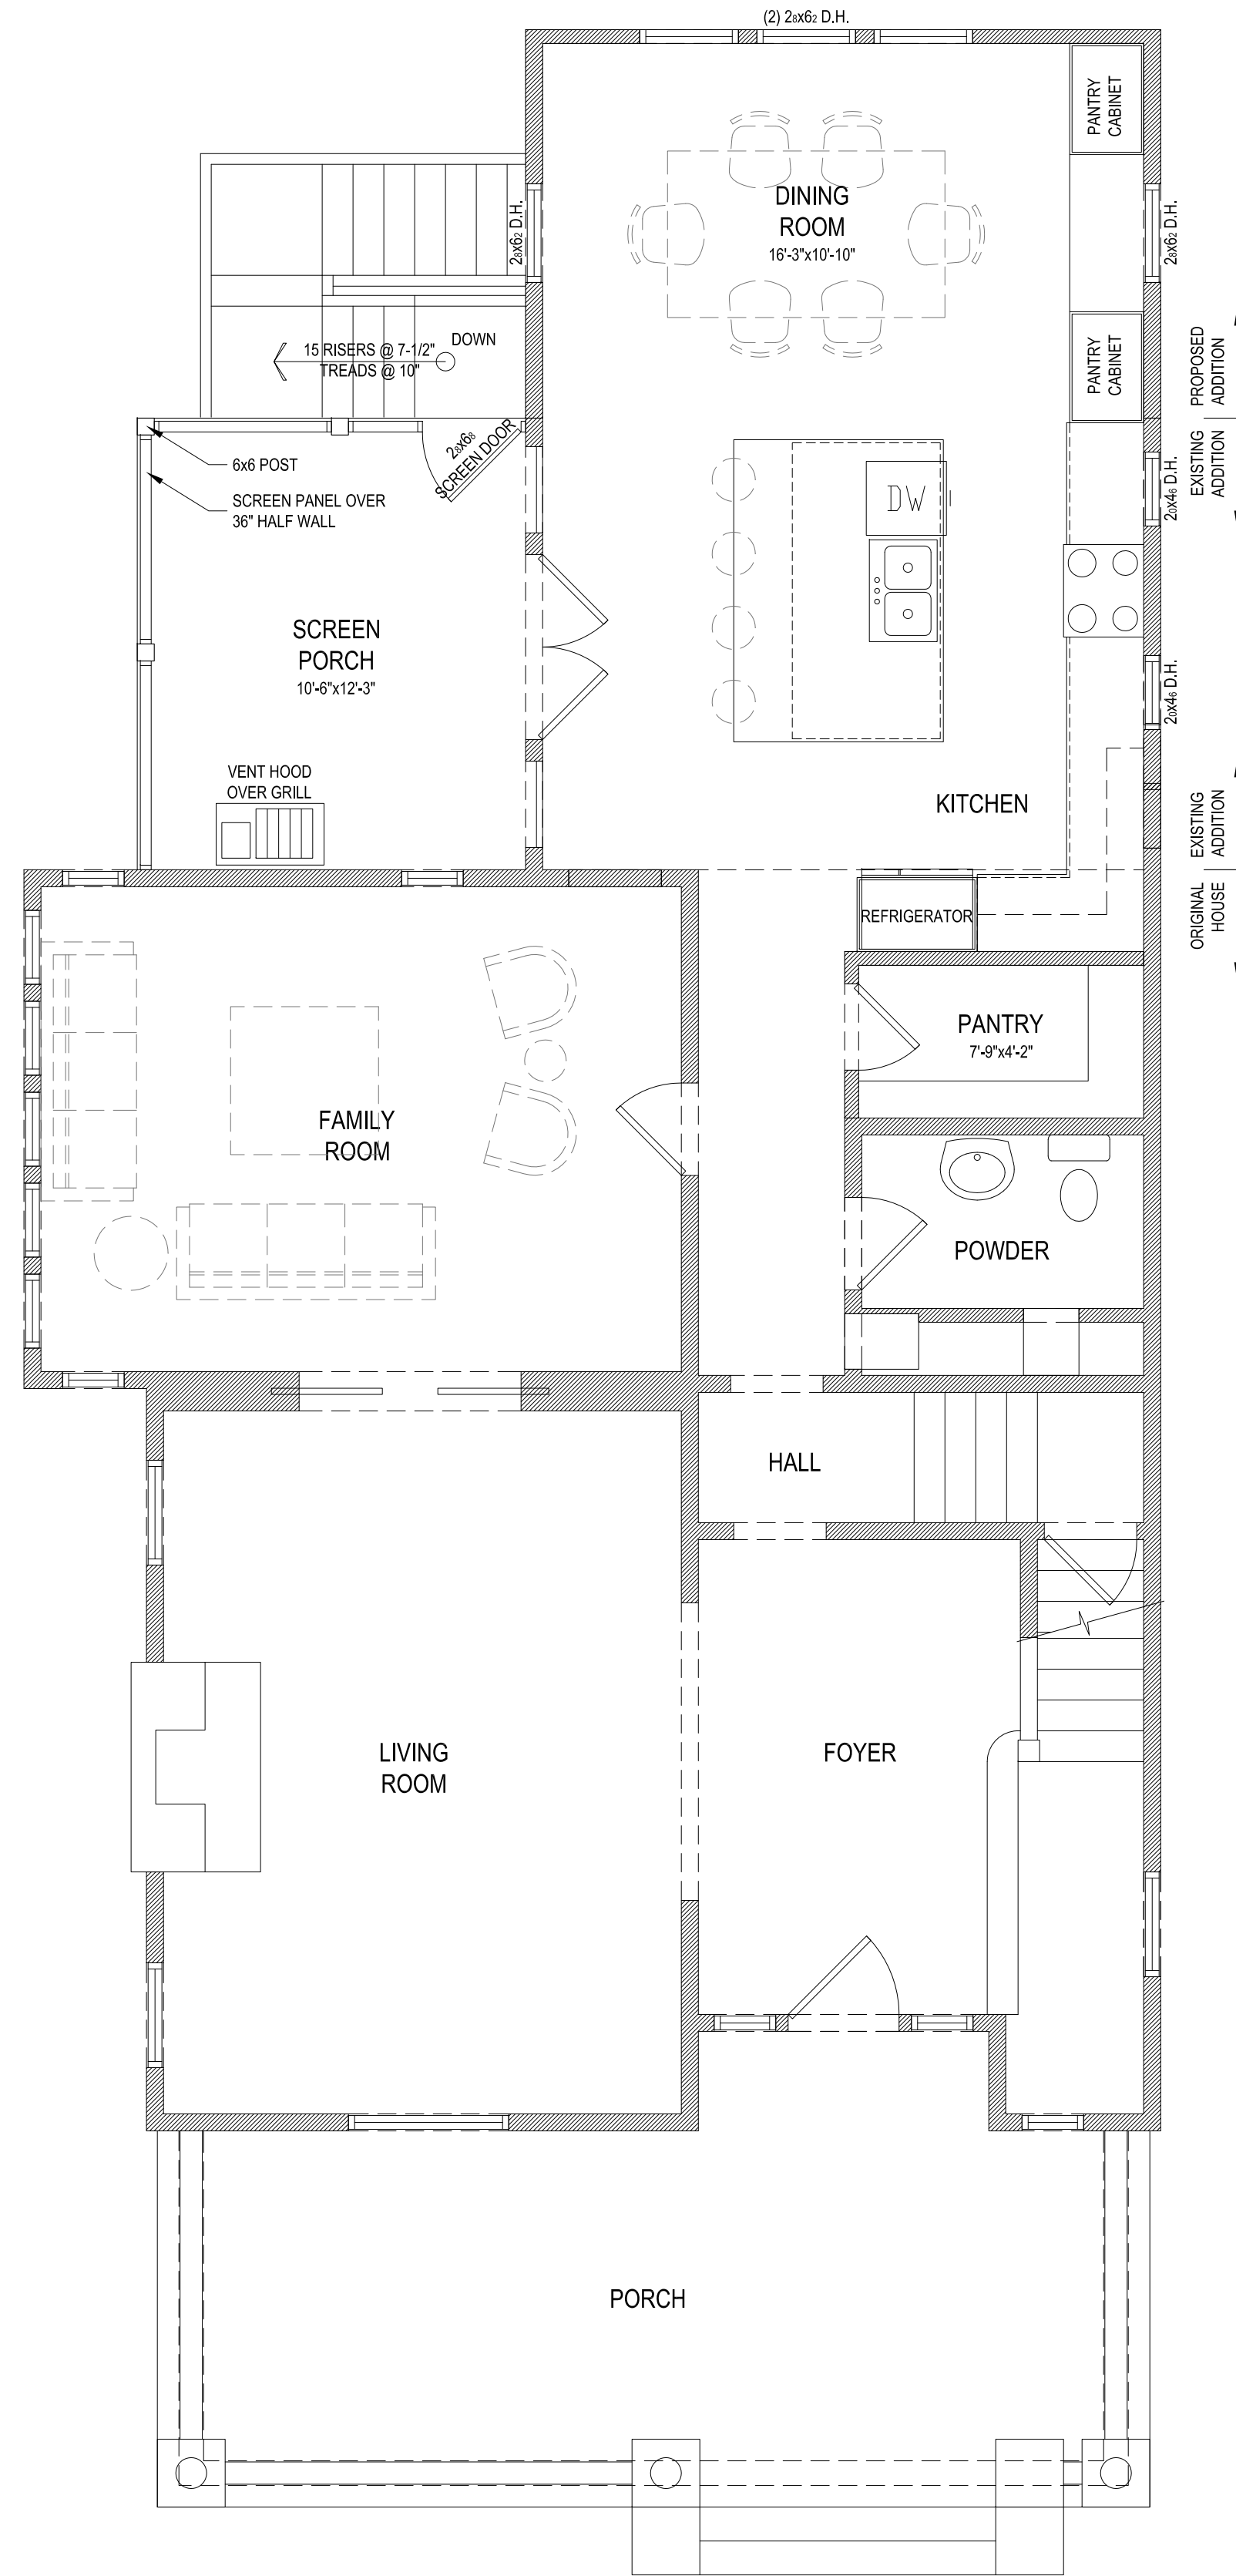 (2) 28x62 D.H.
PANTRY
CABINET
DINING
ROOM
16'-3"x10'-10"
28x62 D.H.
28x62 D.H.
15 RISERS @ 7-1/2"
TREADS @ 10"
DOWN
PANTRY
CABINET
PROPOSED
ADDITION
EXISTING
ADDITION
28x68
SCREEN DOOR
6x6 POST
SCREEN PANEL OVER
36" HALF WALL
DW
20x46 D.H.
SCREEN
PORCH
10'-6"x12'-3"
20x46 D.H.
VENT HOOD
OVER GRILL
KITCHEN
EXISTING
ADDITION
ORIGINAL
HOUSE
REFRIGERATOR
PANTRY
7'-9"x4'-2"
FAMILY
ROOM
POWDER
HALL
LIVING
ROOM
FOYER
PORCH